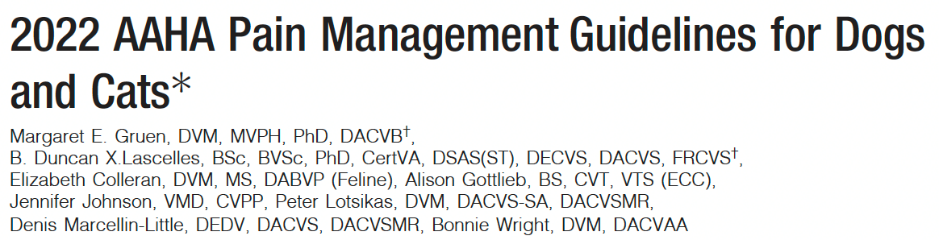 2022 AAHA Pain Management Guidelines for Dogs
and Cats*
Margaret E. Gruen, DVM, MVPH, PhD, DACVB†,
B. Duncan X.Lascelles, BSc, BVSc, PhD, CertVA, DSAS(ST), DECVS, DACVS, FRCVS†,
Elizabeth Colleran, DVM, MS, DABVP (Feline), Alison Gottlieb, BS, CVT, VTS (ECC),
Jennifer Johnson, VMD, CVPP, Peter Lotsikas, DVM, DACVS-SA, DACVSMR,
Denis Marcellin-Little, DEDV, DACVS, DACVSMR, Bonnie Wright, DVM, DACVAA